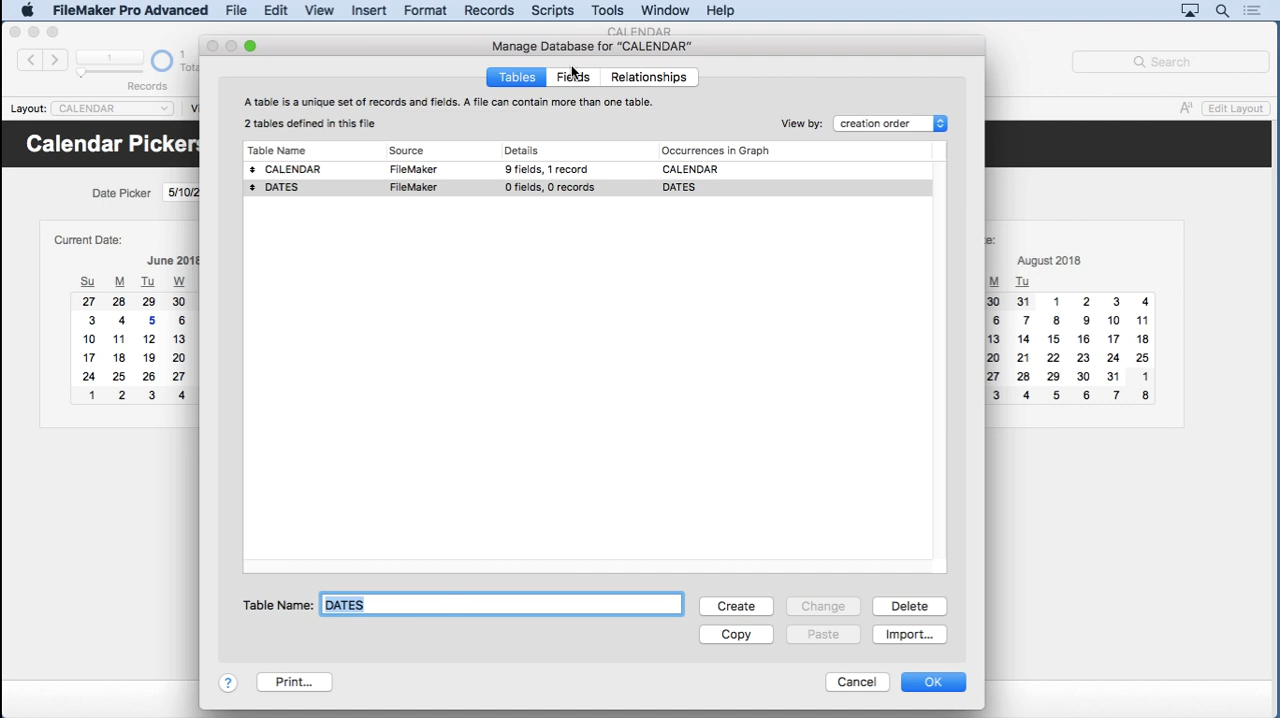 FileMaker Pro Advanced File Edit View Insert Format Records Scripts Tools Window Help
CALENDAR
Manage Database for “CALENDAR”
1
1
Records
Search
Tables Fields Relationships
Layout: CALENDAR
Aa Edit Layout
A table is a unique set of records and fields. A file can contain more than one table.
2 tables defined in this file
View by: creation order
Calendar Pickers
Table Name Source Details Occurrences in Graph
CALENDAR FileMaker 9 fields, 1 record CALENDAR
DATES FileMaker 0 fields, 0 records DATES
Date Picker 5/10/2
Current Date:
June 2018
Su M Tu W
27 28 29 30
3 4 5 6
10 11 12 13
17 18 19 20
24 25 26 27
1 2 3 4
August 2018
M Tu
30 31 1 2 3 4
6 7 8 9 10 11
13 14 15 16 17 18
20 21 22 23 24 25
27 28 29 30 31 1
3 4 5 6 7 8
Table Name: DATES
Create Change Delete
Copy Paste Import...
? Print... Cancel OK